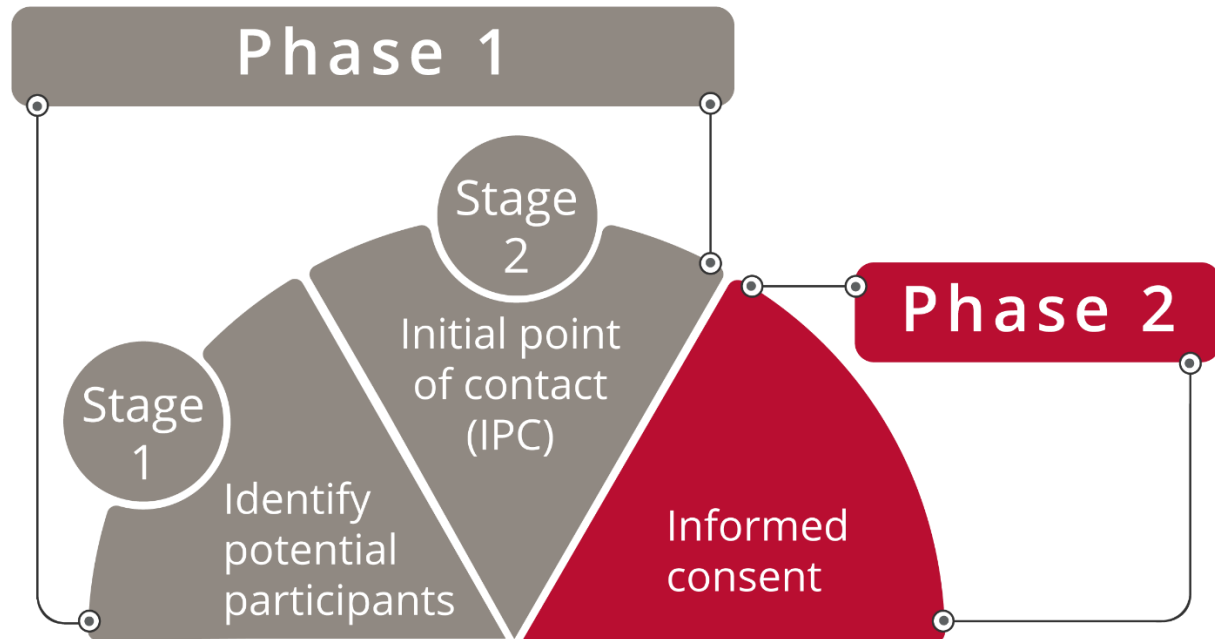 Phase 1
Stage
1
Identify
potential
participants
Stage
2
Initial point
of contact
(IPC)
Phase 2
Informed
consent